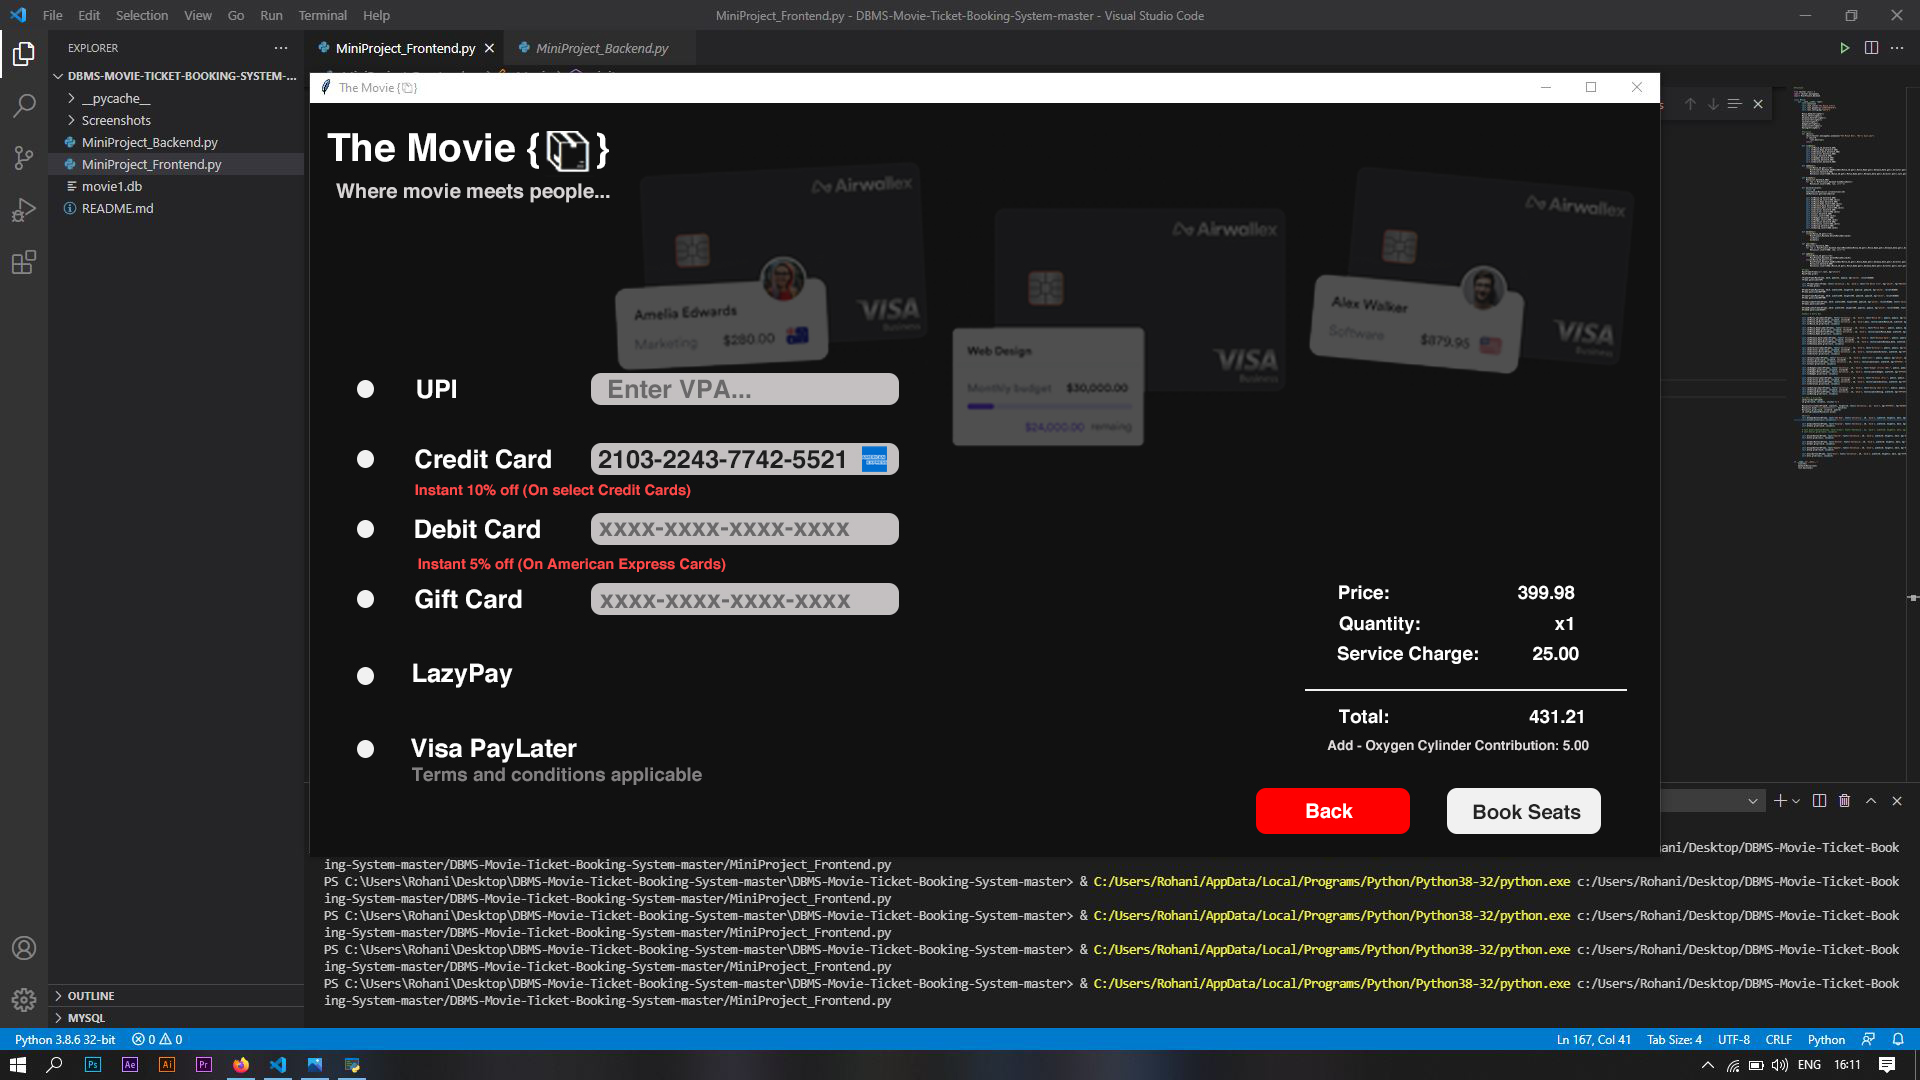 File Edit Selection View Go Run Terminal Help
MiniProject_Frontend.py - DBMS-Movie-Ticket-Booking-System-master - Visual Studio Code
EXPLORER
MiniProject_Frontend.py
MiniProject_Backend.py
DBMS-MOVIE-TICKET-BOOKING-SYSTEM-...
__pycache__
Screenshots
MiniProject_Backend.py
MiniProject_Frontend.py
movie1.db
README.md
The Movie {}
The Movie {}
Where movie meets people...
Airwallex
Airwallex
Airwallex
Amelia Edwards
Marketing $280.00
VISA
Business
Web Design
Monthly budget $30,000.00
$24,000.00 remaing
VISA
Business
Alex Walker
Software $879.95
VISA
Business
UPI Enter VPA...
Credit Card 2103-2243-7742-5521 AMERICAN EXPRESS
Instant 10% off (On select Credit Cards)
Debit Card xxxx-xxxx-xxxx-xxxx
Instant 5% off (On American Express Cards)
Gift Card xxxx-xxxx-xxxx-xxxx
LazyPay
Visa PayLater
Terms and conditions applicable
Price: 399.98
Quantity: x1
Service Charge: 25.00
Total: 431.21
Add - Oxygen Cylinder Contribution: 5.00
Back
Book Seats
ani/Desktop/DBMS-Movie-Ticket-Book
ing-System-master/DBMS-Movie-Ticket-Booking-System-master/MiniProject_Frontend.py
PS C:\Users\Rohani\Desktop\DBMS-Movie-Ticket-Booking-System-master\DBMS-Movie-Ticket-Booking-System-master> & C:/Users/Rohani/AppData/Local/Programs/Python/Python38-32/python.exe c:/Users/Rohani/Desktop/DBMS-Movie-Ticket-Book
ing-System-master/DBMS-Movie-Ticket-Booking-System-master/MiniProject_Frontend.py
PS C:\Users\Rohani\Desktop\DBMS-Movie-Ticket-Booking-System-master\DBMS-Movie-Ticket-Booking-System-master> & C:/Users/Rohani/AppData/Local/Programs/Python/Python38-32/python.exe c:/Users/Rohani/Desktop/DBMS-Movie-Ticket-Book
ing-System-master/DBMS-Movie-Ticket-Booking-System-master/MiniProject_Frontend.py
PS C:\Users\Rohani\Desktop\DBMS-Movie-Ticket-Booking-System-master\DBMS-Movie-Ticket-Booking-System-master> & C:/Users/Rohani/AppData/Local/Programs/Python/Python38-32/python.exe c:/Users/Rohani/Desktop/DBMS-Movie-Ticket-Book
ing-System-master/DBMS-Movie-Ticket-Booking-System-master/MiniProject_Frontend.py
PS C:\Users\Rohani\Desktop\DBMS-Movie-Ticket-Booking-System-master\DBMS-Movie-Ticket-Booking-System-master> & C:/Users/Rohani/AppData/Local/Programs/Python/Python38-32/python.exe c:/Users/Rohani/Desktop/DBMS-Movie-Ticket-Book
ing-System-master/DBMS-Movie-Ticket-Booking-System-master/MiniProject_Frontend.py
OUTLINE
MYSQL
Python 3.8.6 32-bit 0 0
Ln 167, Col 41 Tab Size: 4 UTF-8 CRLF Python
Ps Ae Ai Pr
ENG 16:11